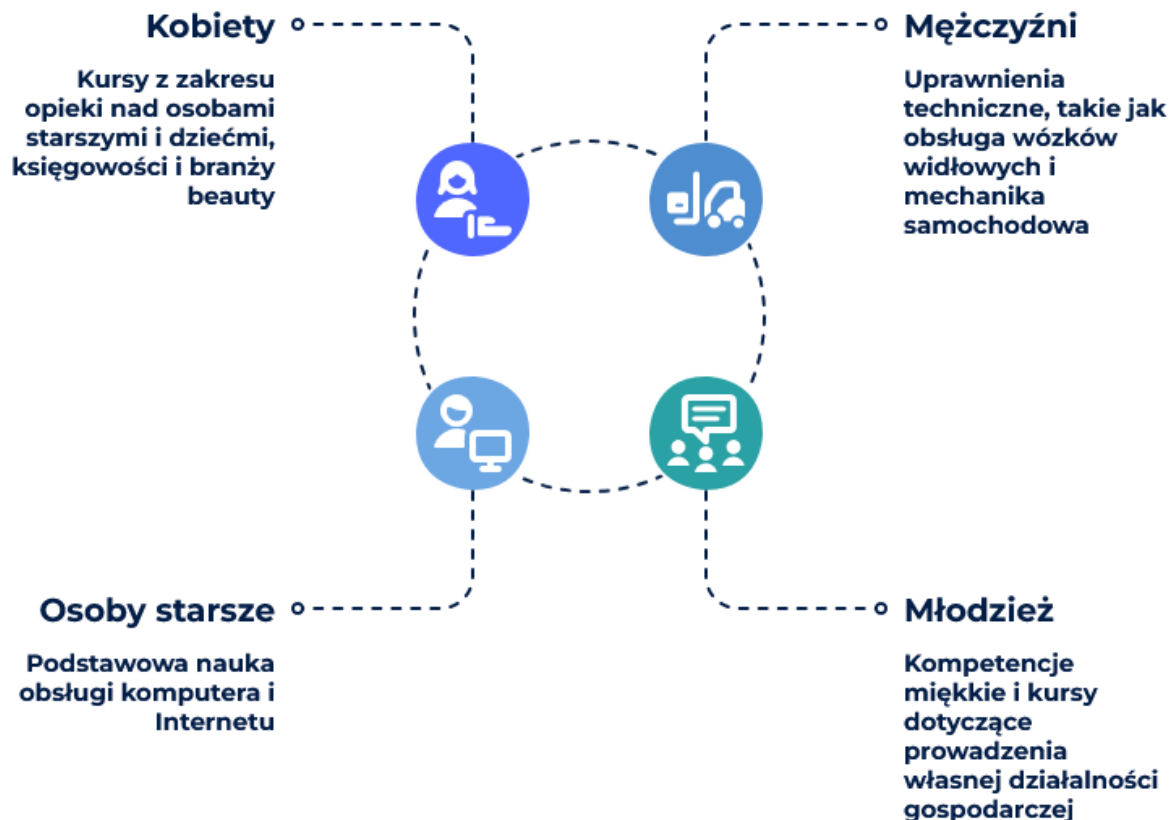 Kobiety
Kursy z zakresu
opieki nad osobami
starszymi i dziećmi,
księgowości i branży
beauty
Mężczyźni
Uprawnienia
techniczne, takie jak
obsługa wózków
widłowych i
mechanika
samochodowa
Osoby starsze
Podstawowa nauka
obsługi komputera i
Internetu
Młodzież
Kompetencje
miękkie i kursy
dotyczące
prowadzenia
własnej działalności
gospodarczej